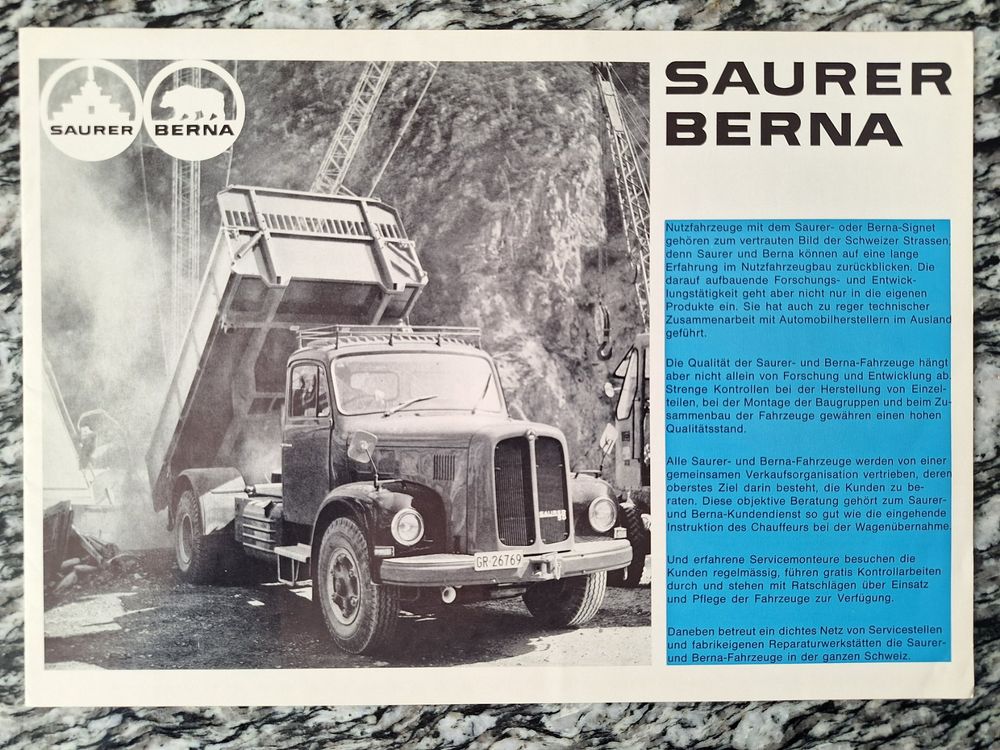 SAURER
BERNA
SAURER
BERNA
Nutzfahrzeuge mit dem Saurer- oder Berna-Signet
gehören zum vertrauten Bild der Schweizer Strassen,
denn Saurer und Berna können auf eine lange
Erfahrung im Nutzfahrzeugbau zurückblicken. Die
darauf aufbauende Forschungs- und Entwick-
lungstätigkeit geht aber nicht nur in die eigenen
Produkte ein. Sie hat auch zu reger technischer
Zusammenarbeit mit Automobilherstellern im Ausland
geführt.
Die Qualität der Saurer- und Berna-Fahrzeuge hängt
aber nicht allein von Forschung und Entwicklung ab.
Strenge Kontrollen bei der Herstellung von Einzel-
teilen, bei der Montage der Baugruppen und beim Zu-
sammenbau der Fahrzeuge gewähren einen hohen
Qualitätsstand.
Alle Saurer- und Berna-Fahrzeuge werden von einer
gemeinsamen Verkaufsorganisation vertrieben, deren
oberstes Ziel darin besteht, die Kunden zu be-
raten. Diese objektive Beratung gehört zum Saurer-
und Berna-Kundendienst so gut wie die eingehende
Instruktion des Chauffeurs bei der Wagenübernahme.
Und erfahrene Servicemonteure besuchen die
Kunden regelmässig, führen gratis Kontrollarbeiten
durch und stehen mit Ratschlägen über Einsatz
und Pflege der Fahrzeuge zur Verfügung.
Daneben betreut ein dichtes Netz von Servicestellen
und fabrikeigenen Reparaturwerkstätten die Saurer-
und Berna-Fahrzeuge in der ganzen Schweiz.
SAURER
GR·26769